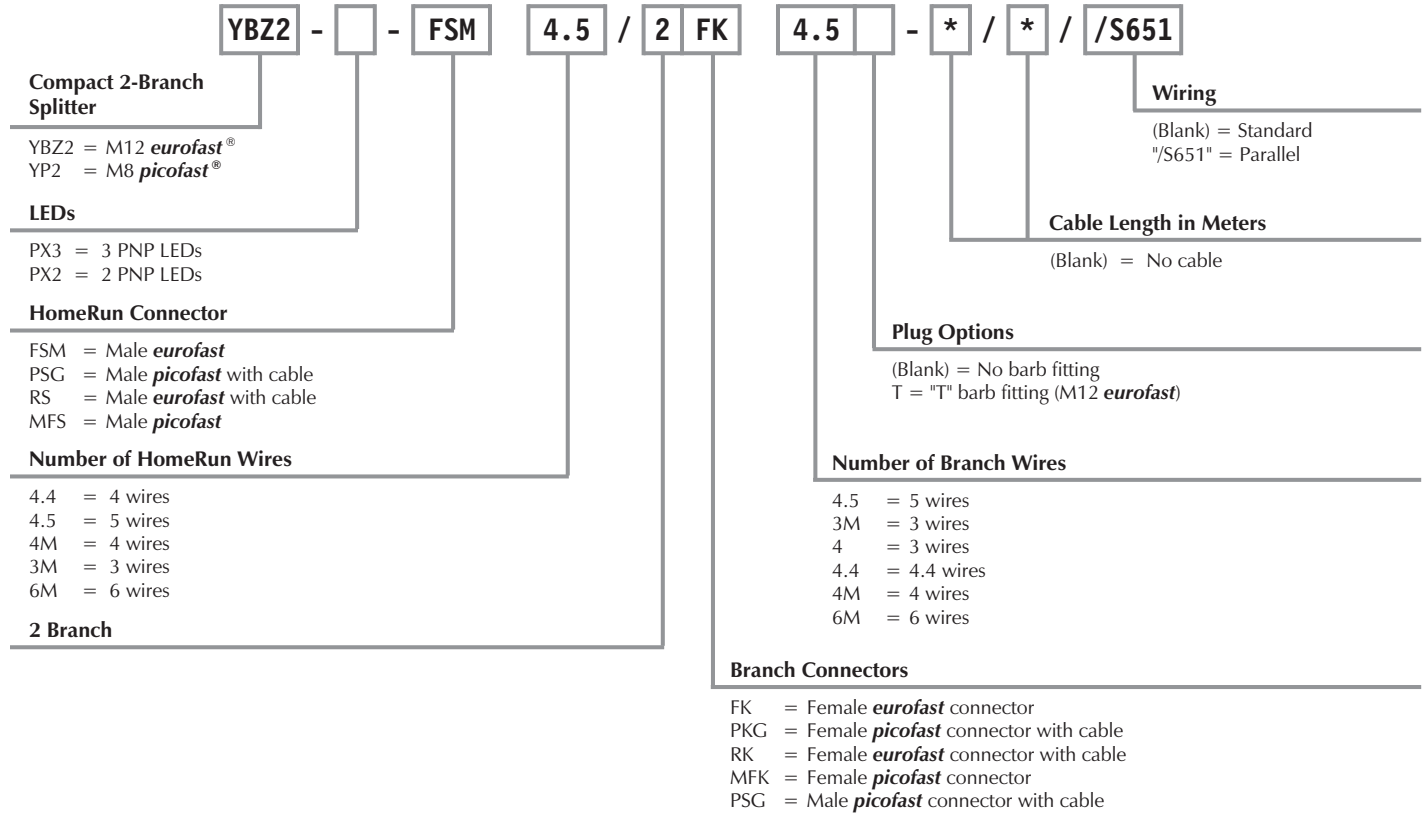 YBZ2 - - FSM 4.5 / 2 FK 4.5 - * / * / /S651
Compact 2-Branch
Splitter
YBZ2 = M12 eurofast®
YP2 = M8 picofast®
LEDs
PX3 = 3 PNP LEDs
PX2 = 2 PNP LEDs
HomeRun Connector
FSM = Male eurofast
PSG = Male picofast with cable
RS = Male eurofast with cable
MFS = Male picofast
Number of HomeRun Wires
4.4 = 4 wires
4.5 = 5 wires
4M = 4 wires
3M = 3 wires
6M = 6 wires
2 Branch
Wiring
(Blank) = Standard
"/S651" = Parallel
Cable Length in Meters
(Blank) = No cable
Plug Options
(Blank) = No barb fitting
T = "T" barb fitting (M12 eurofast)
Number of Branch Wires
4.5 = 5 wires
3M = 3 wires
4 = 3 wires
4.4 = 4.4 wires
4M = 4 wires
6M = 6 wires
Branch Connectors
FK = Female eurofast connector
PKG = Female picofast connector with cable
RK = Female eurofast connector with cable
MFK = Female picofast connector
PSG = Male picofast connector with cable